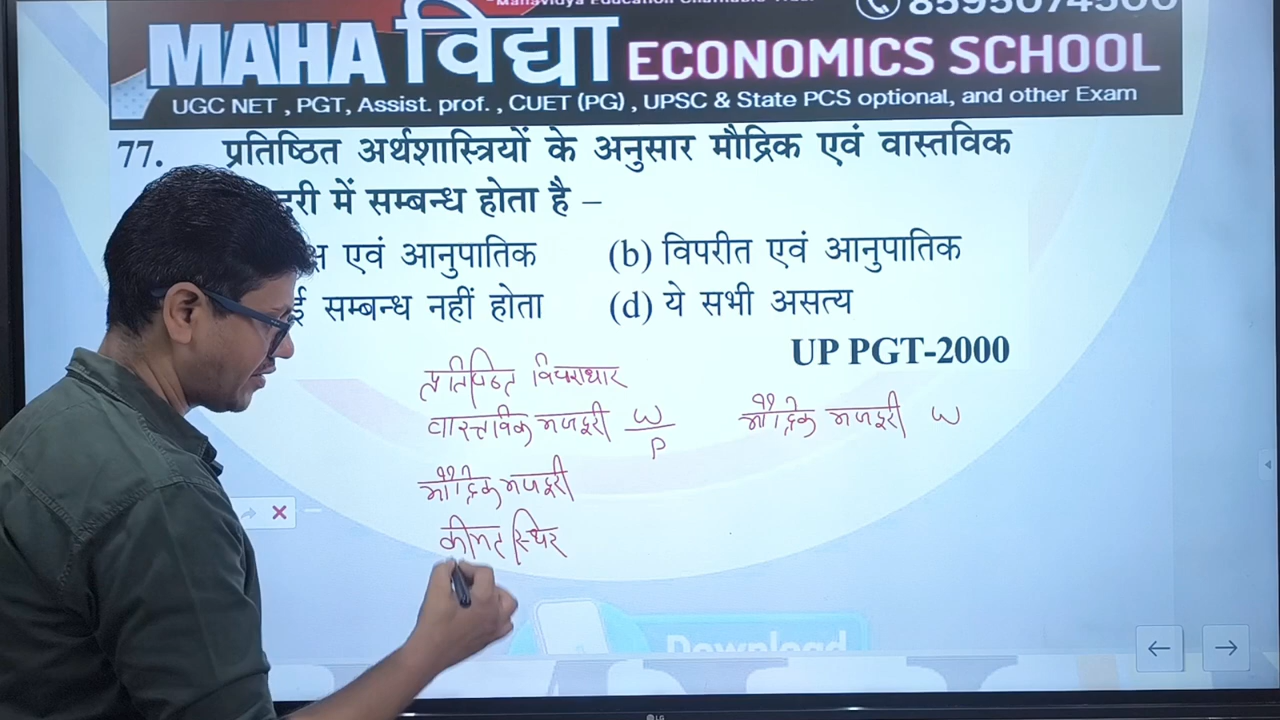 8595074500
MAHA विद्या ECONOMICS SCHOOL
UGC NET , PGT, Assist. prof. , CUET (PG) , UPSC & State PCS optional, and other Exam
77. प्रतिष्ठित अर्थशास्त्रियों के अनुसार मौद्रिक एवं वास्तविक
में सम्बन्ध होता है –
एवं आनुपातिक (b) विपरीत एवं आनुपातिक
सम्बन्ध नहीं होता (d) ये सभी असत्य
UP PGT-2000
प्रतिष्ठित विचारधारा
वास्तविक मजदूरी W/P मौद्रिक मजदूरी W
मौद्रिक मजदूरी
कीमत स्थिर
Download
LG